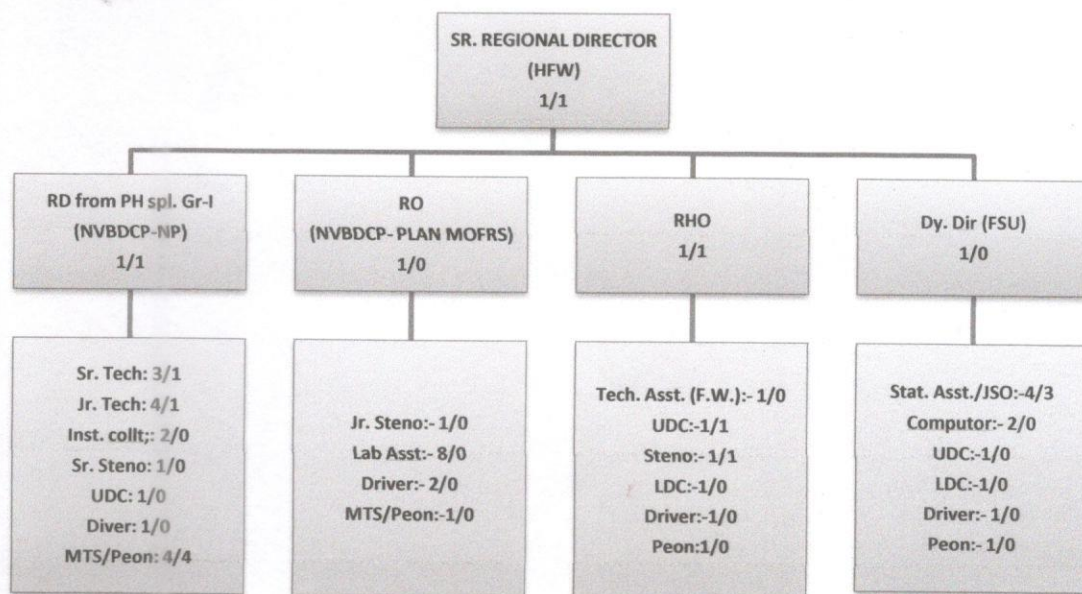 SR. REGIONAL DIRECTOR
(HFW)
1/1
RD from PH spl. Gr-I
(NVBDCP-NP)
1/1
RO
(NVBDCP- PLAN MOFRS)
1/0
RHO
1/1
Dy. Dir (FSU)
1/0
Sr. Tech: 3/1
Jr. Tech: 4/1
Inst. collt;: 2/0
Sr. Steno: 1/0
UDC: 1/0
Diver: 1/0
MTS/Peon: 4/4
Jr. Steno:- 1/0
Lab Asst:- 8/0
Driver:- 2/0
MTS/Peon:-1/0
Tech. Asst. (F.W.):- 1/0
UDC:-1/1
Steno:- 1/1
LDC:-1/0
Driver:-1/0
Peon:1/0
Stat. Asst./JSO:-4/3
Computor:- 2/0
UDC:-1/0
LDC:-1/0
Driver:- 1/0
Peon:- 1/0